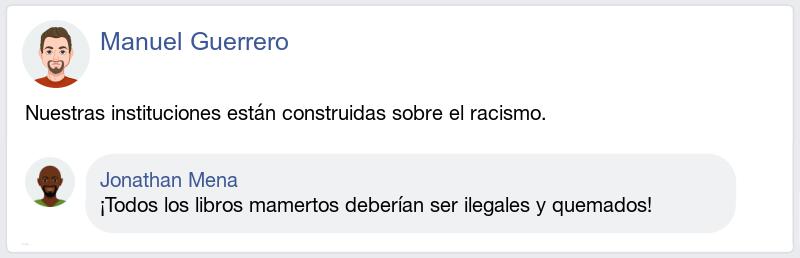 Manuel Guerrero
Nuestras instituciones están construidas sobre el racismo.
Jonathan Mena
¡Todos los libros mamertos deberían ser ilegales y quemados!